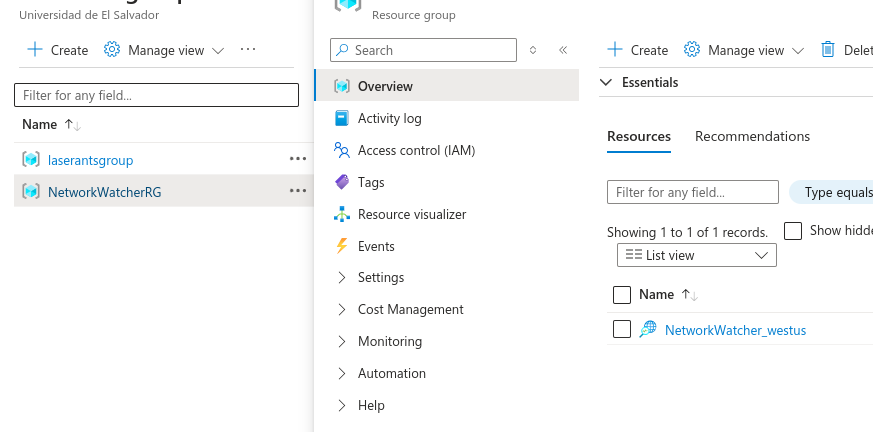 Universidad de El Salvador
Create
Manage view
Filter for any field...
Name
laserantsgroup
NetworkWatcherRG
Resource group
Search
Overview
Activity log
Access control (IAM)
Tags
Resource visualizer
Events
Settings
Cost Management
Monitoring
Automation
Help
Create
Manage view
Delet
Essentials
Resources
Recommendations
Filter for any field...
Type equals
Showing 1 to 1 of 1 records.
Show hidde
List view
Name
NetworkWatcher_westus